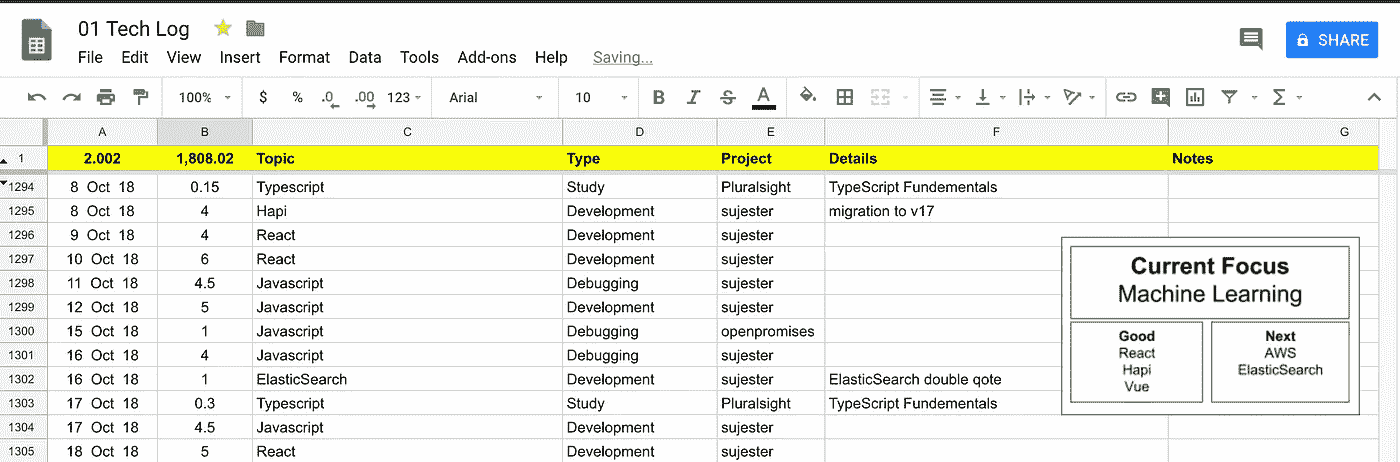 01 Tech Log
File Edit View Insert Format Data Tools Add-ons Help Saving...
SHARE
100% $ % .0 .00 123 Arial 10 B I S A
A B C D E F G
1 2.002 1,808.02 Topic Type Project Details Notes
1294 8 Oct 18 0.15 Typescript Study Pluralsight TypeScript Fundementals
1295 8 Oct 18 4 Hapi Development sujester migration to v17
1296 9 Oct 18 4 React Development sujester
1297 10 Oct 18 6 React Development sujester
1298 11 Oct 18 4.5 Javascript Debugging sujester
1299 12 Oct 18 5 Javascript Development sujester
1300 15 Oct 18 1 Javascript Debugging openpromises
1301 16 Oct 18 4 Javascript Debugging sujester
1302 16 Oct 18 1 ElasticSearch Development sujester ElasticSearch double qote
1303 17 Oct 18 0.3 Typescript Study Pluralsight TypeScript Fundementals
1304 17 Oct 18 4.5 Javascript Development sujester
1305 18 Oct 18 5 React Development sujester
Current Focus
Machine Learning
Good
React
Hapi
Vue
Next
AWS
ElasticSearch